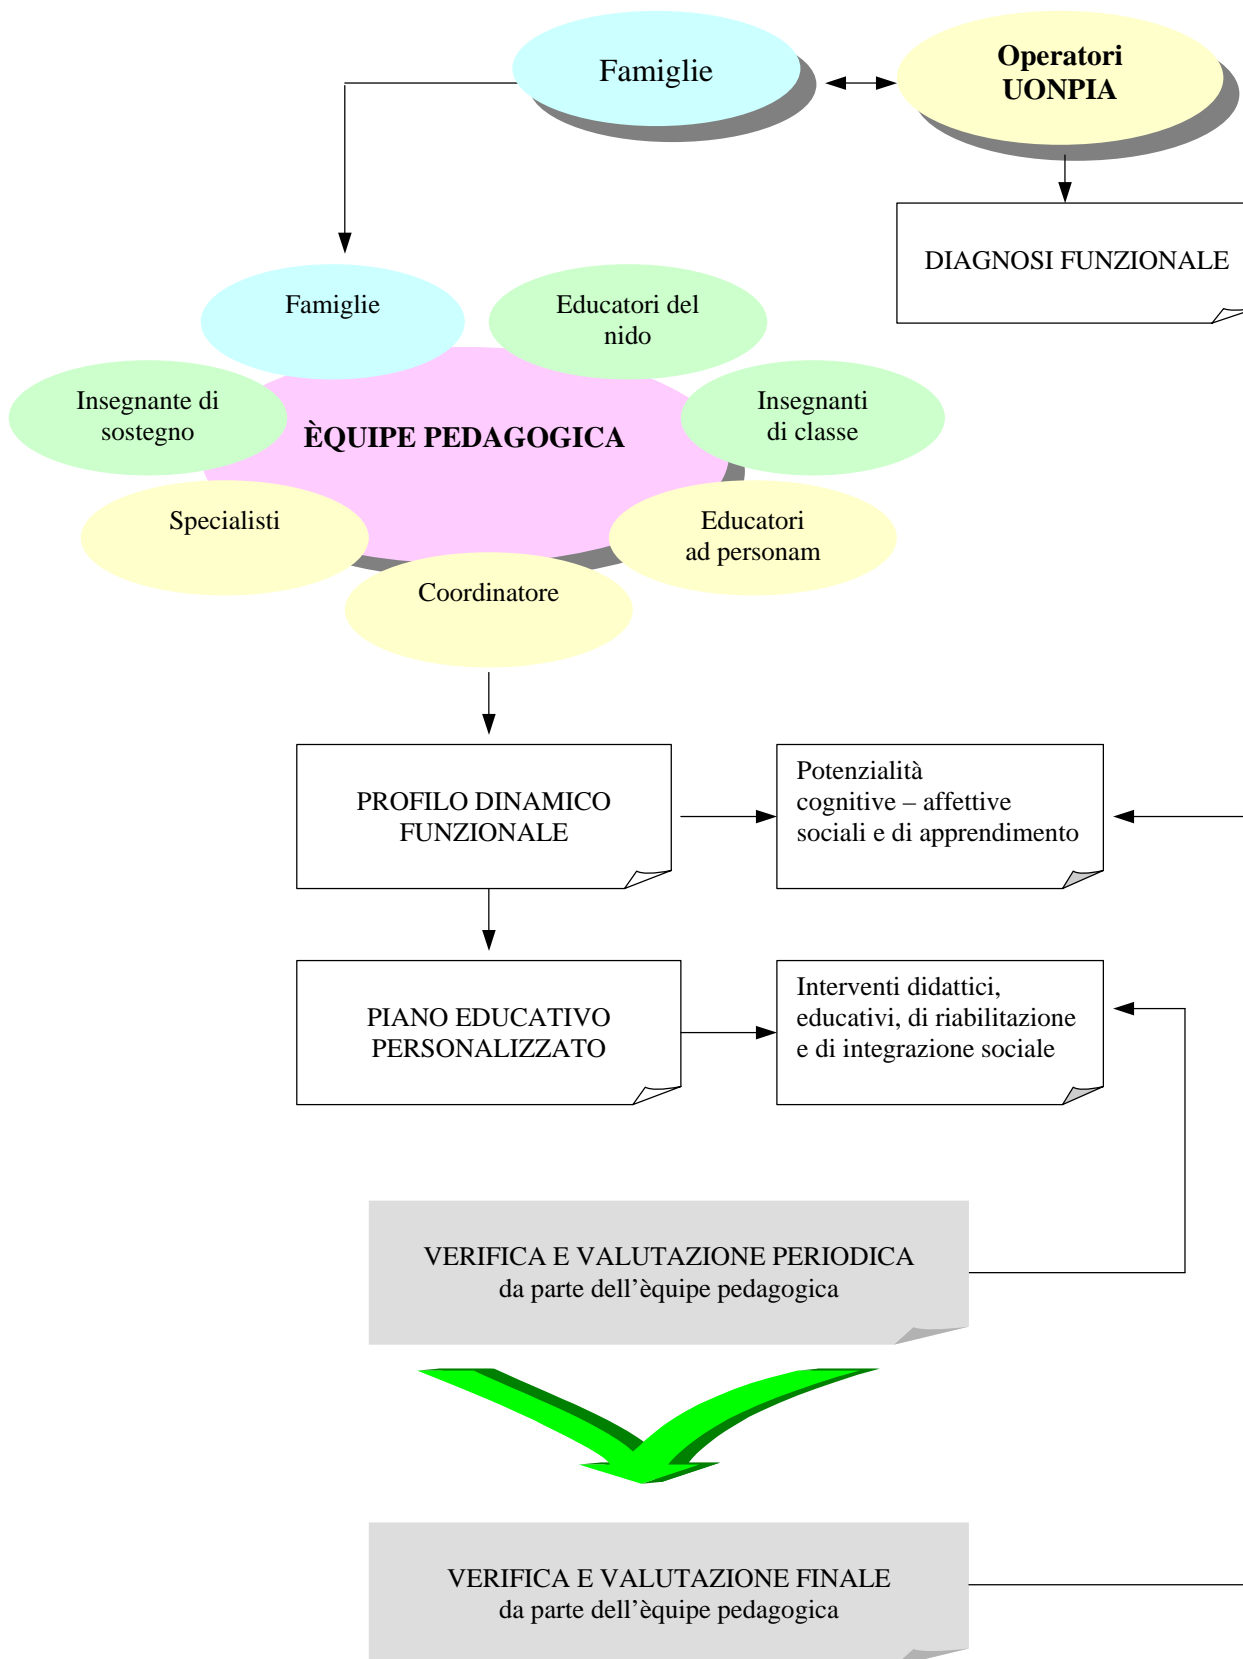 Famiglie
Operatori
UONPIA
DIAGNOSI FUNZIONALE
Famiglie
Educatori del
nido
Insegnante di
sostegno
ÈQUIPE PEDAGOGICA
Insegnanti
di classe
Specialisti
Educatori
ad personam
Coordinatore
PROFILO DINAMICO
FUNZIONALE
Potenzialità
cognitive – affettive
sociali e di apprendimento
PIANO EDUCATIVO
PERSONALIZZATO
Interventi didattici,
educativi, di riabilitazione
e di integrazione sociale
VERIFICA E VALUTAZIONE PERIODICA
da parte dell’èquipe pedagogica
VERIFICA E VALUTAZIONE FINALE
da parte dell’èquipe pedagogica